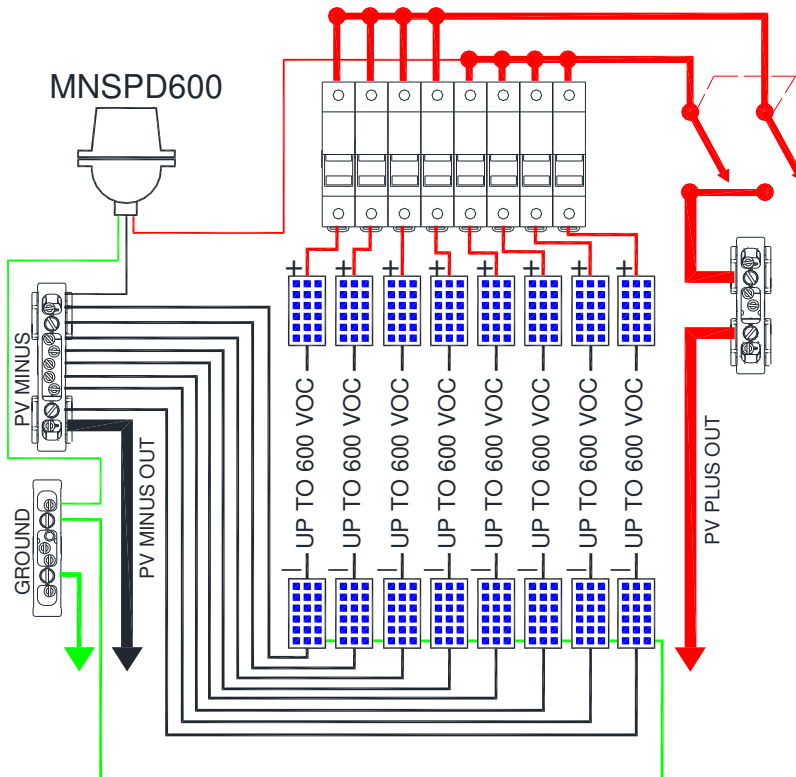 MNSPD600
+ + + + + + + +
PV MINUS
UP TO 600 VOC
UP TO 600 VOC
UP TO 600 VOC
UP TO 600 VOC
UP TO 600 VOC
UP TO 600 VOC
UP TO 600 VOC
UP TO 600 VOC
PV PLUS OUT
PV MINUS OUT
GROUND
– – – – – – – –